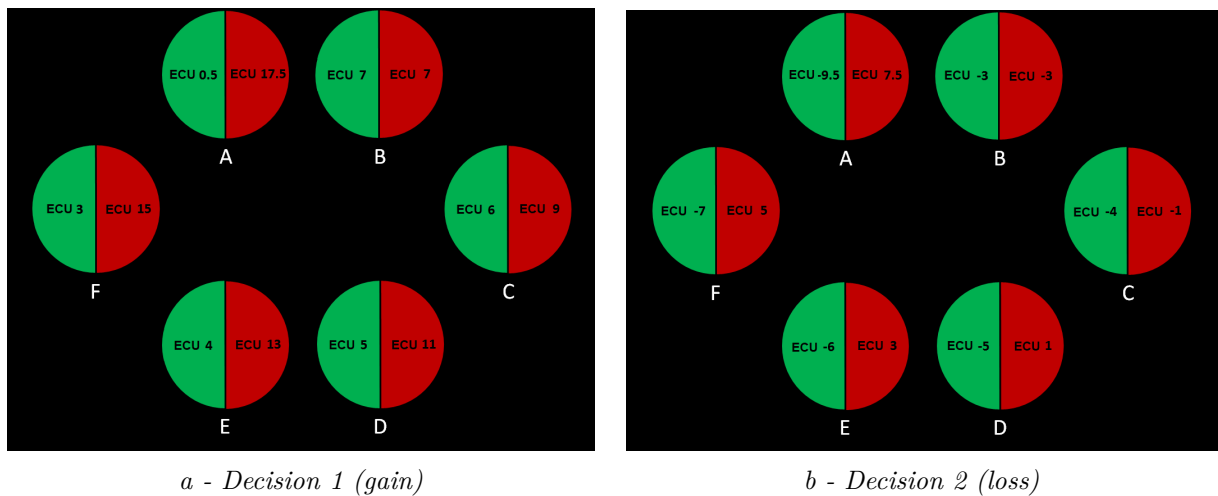 ECU 0.5 ECU 17.5
A
ECU 7 ECU 7
B
ECU 3 ECU 15
F
ECU 6 ECU 9
C
ECU 4 ECU 13
E
ECU 5 ECU 11
D
a - Decision 1 (gain)
ECU -9.5 ECU 7.5
A
ECU -3 ECU -3
B
ECU -7 ECU 5
F
ECU -4 ECU -1
C
ECU -6 ECU 3
E
ECU -5 ECU 1
D
b - Decision 2 (loss)